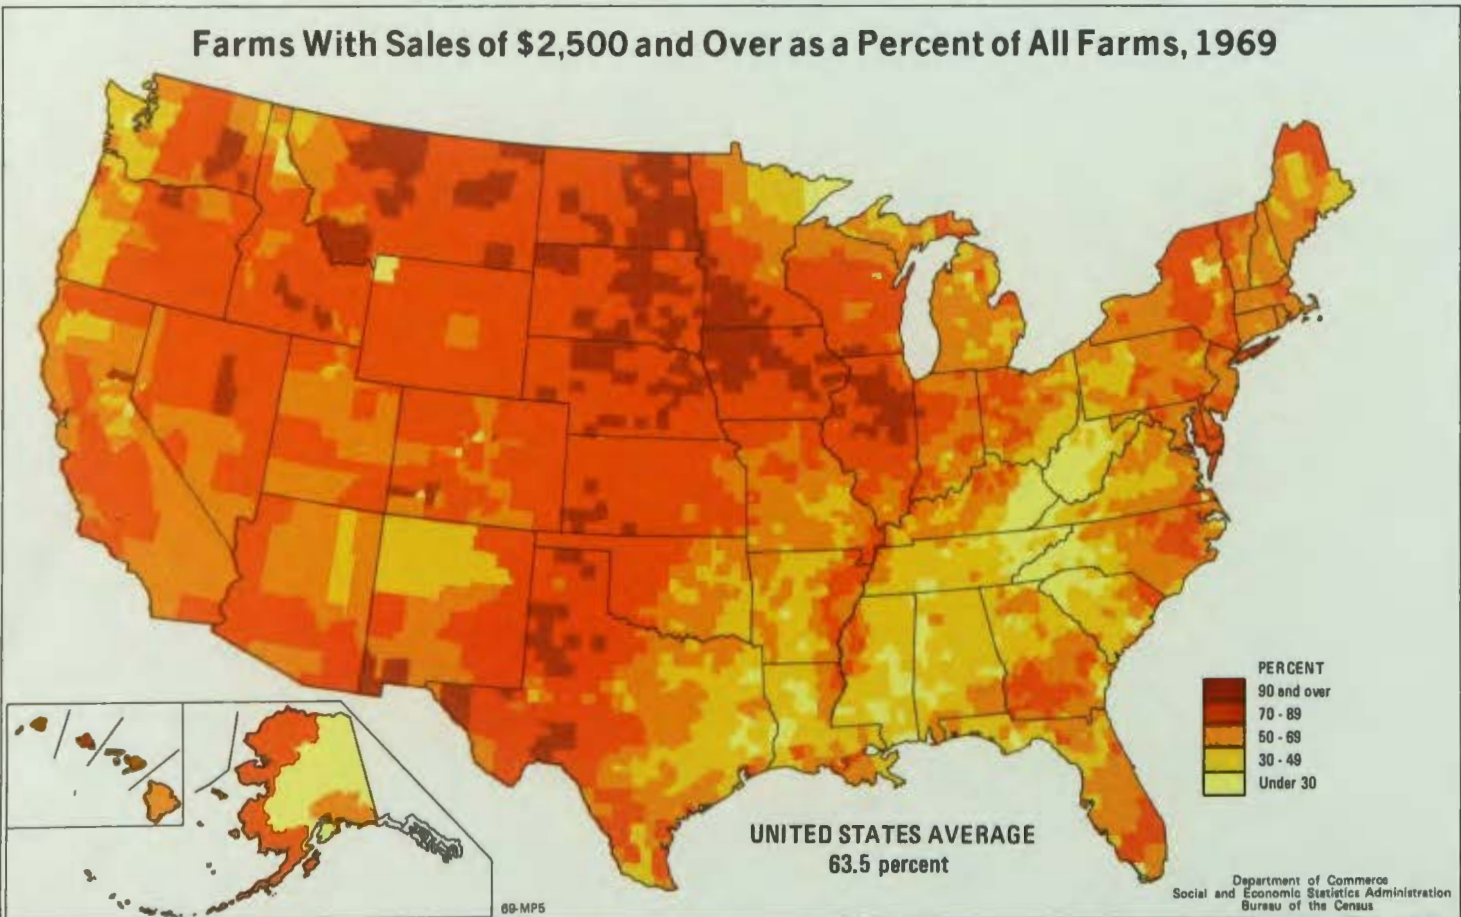 Farms With Sales of $2,500 and Over as a Percent of All Farms, 1969
PERCENT
90 and over
70 - 89
50 - 69
30 - 49
Under 30
UNITED STATES AVERAGE
63.5 percent
69-MP5
Department of Commerce
Social and Economic Statistics Administration
Bureau of the Census